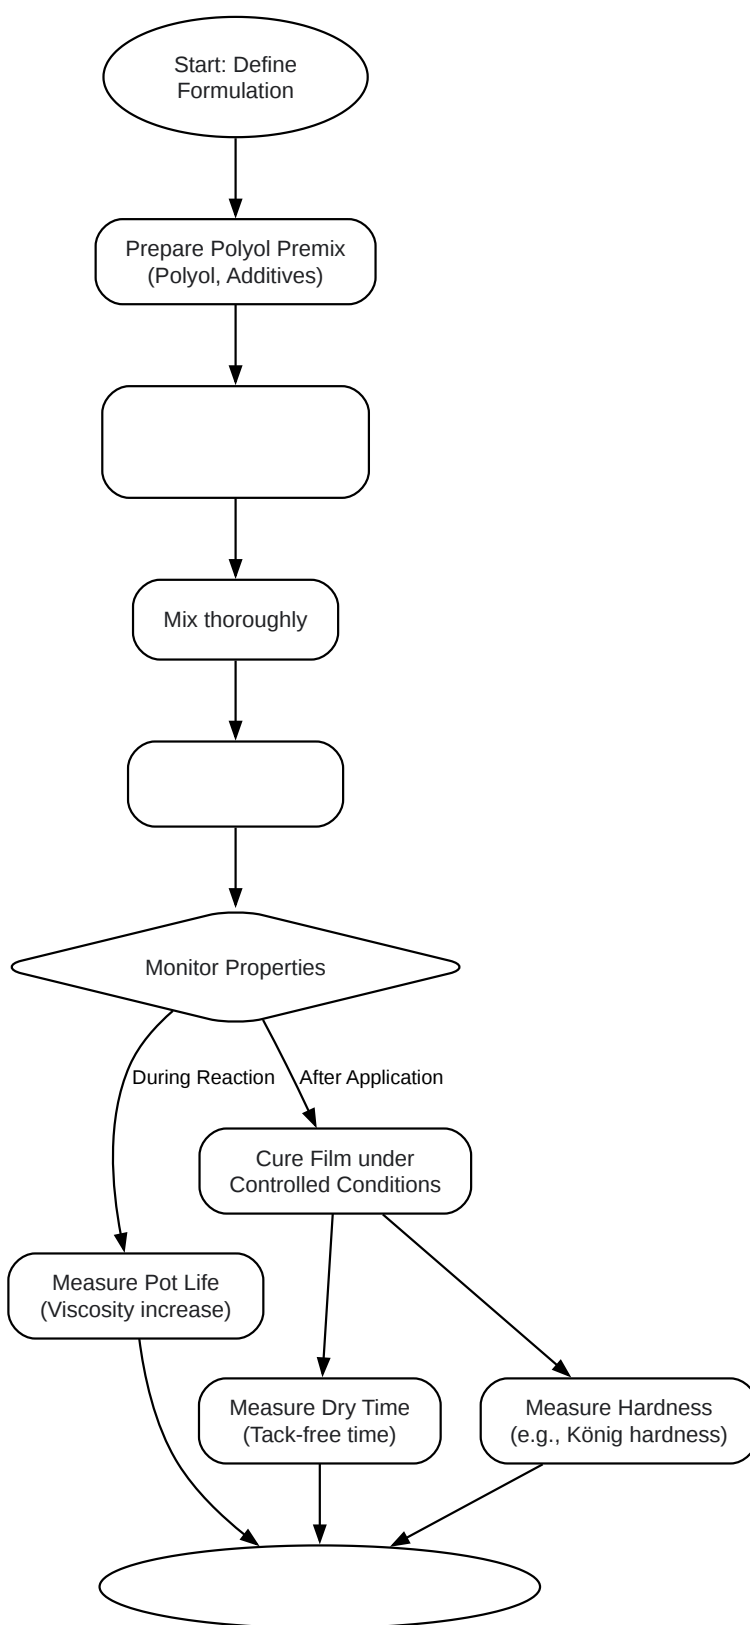 Start: Define
Formulation
Prepare Polyol Premix
(Polyol, Additives)
Mix thoroughly
Monitor Properties
During Reaction
After Application
Cure Film under
Controlled Conditions
Measure Pot Life
(Viscosity increase)
Measure Dry Time
(Tack-free time)
Measure Hardness
(e.g., König hardness)